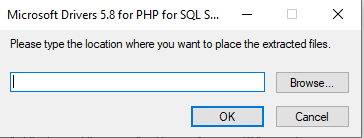 Microsoft Drivers 5.8 for PHP for SQL S...
Please type the location where you want to place the extracted files.
Browse...
OK
Cancel